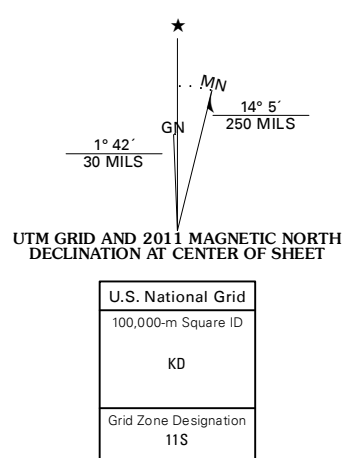 MN
14° 5´
250 MILS
GN
1° 42´
30 MILS
UTM GRID AND 2011 MAGNETIC NORTH
DECLINATION AT CENTER OF SHEET
U.S. National Grid
100,000-m Square ID
KD
Grid Zone Designation
11S